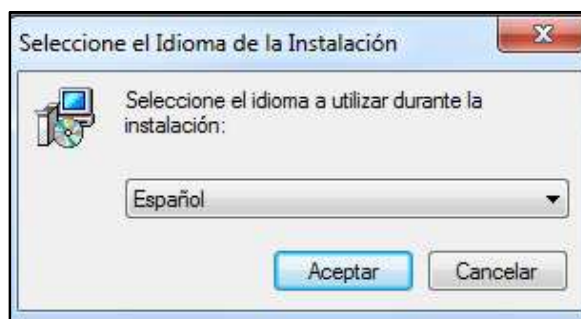 Seleccione el Idioma de la Instalación
Seleccione el idioma a utilizar durante la
instalación:
Español
Aceptar
Cancelar